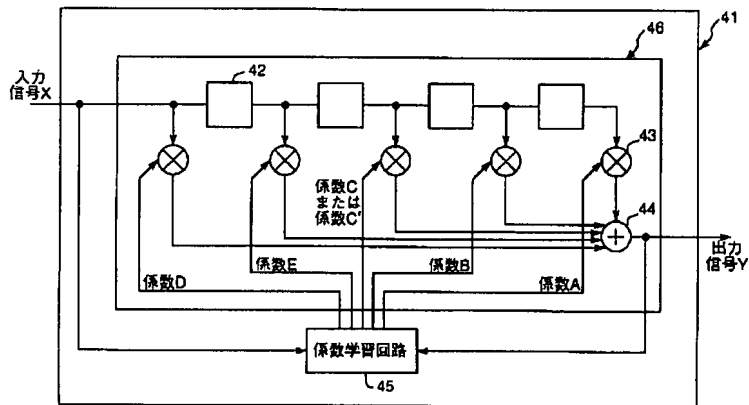 41
46
42
入力
信号X
43
係数C
または
係数C'
44
出力
信号Y
係数D
係数E
係数B
係数A
係数学習回路
45